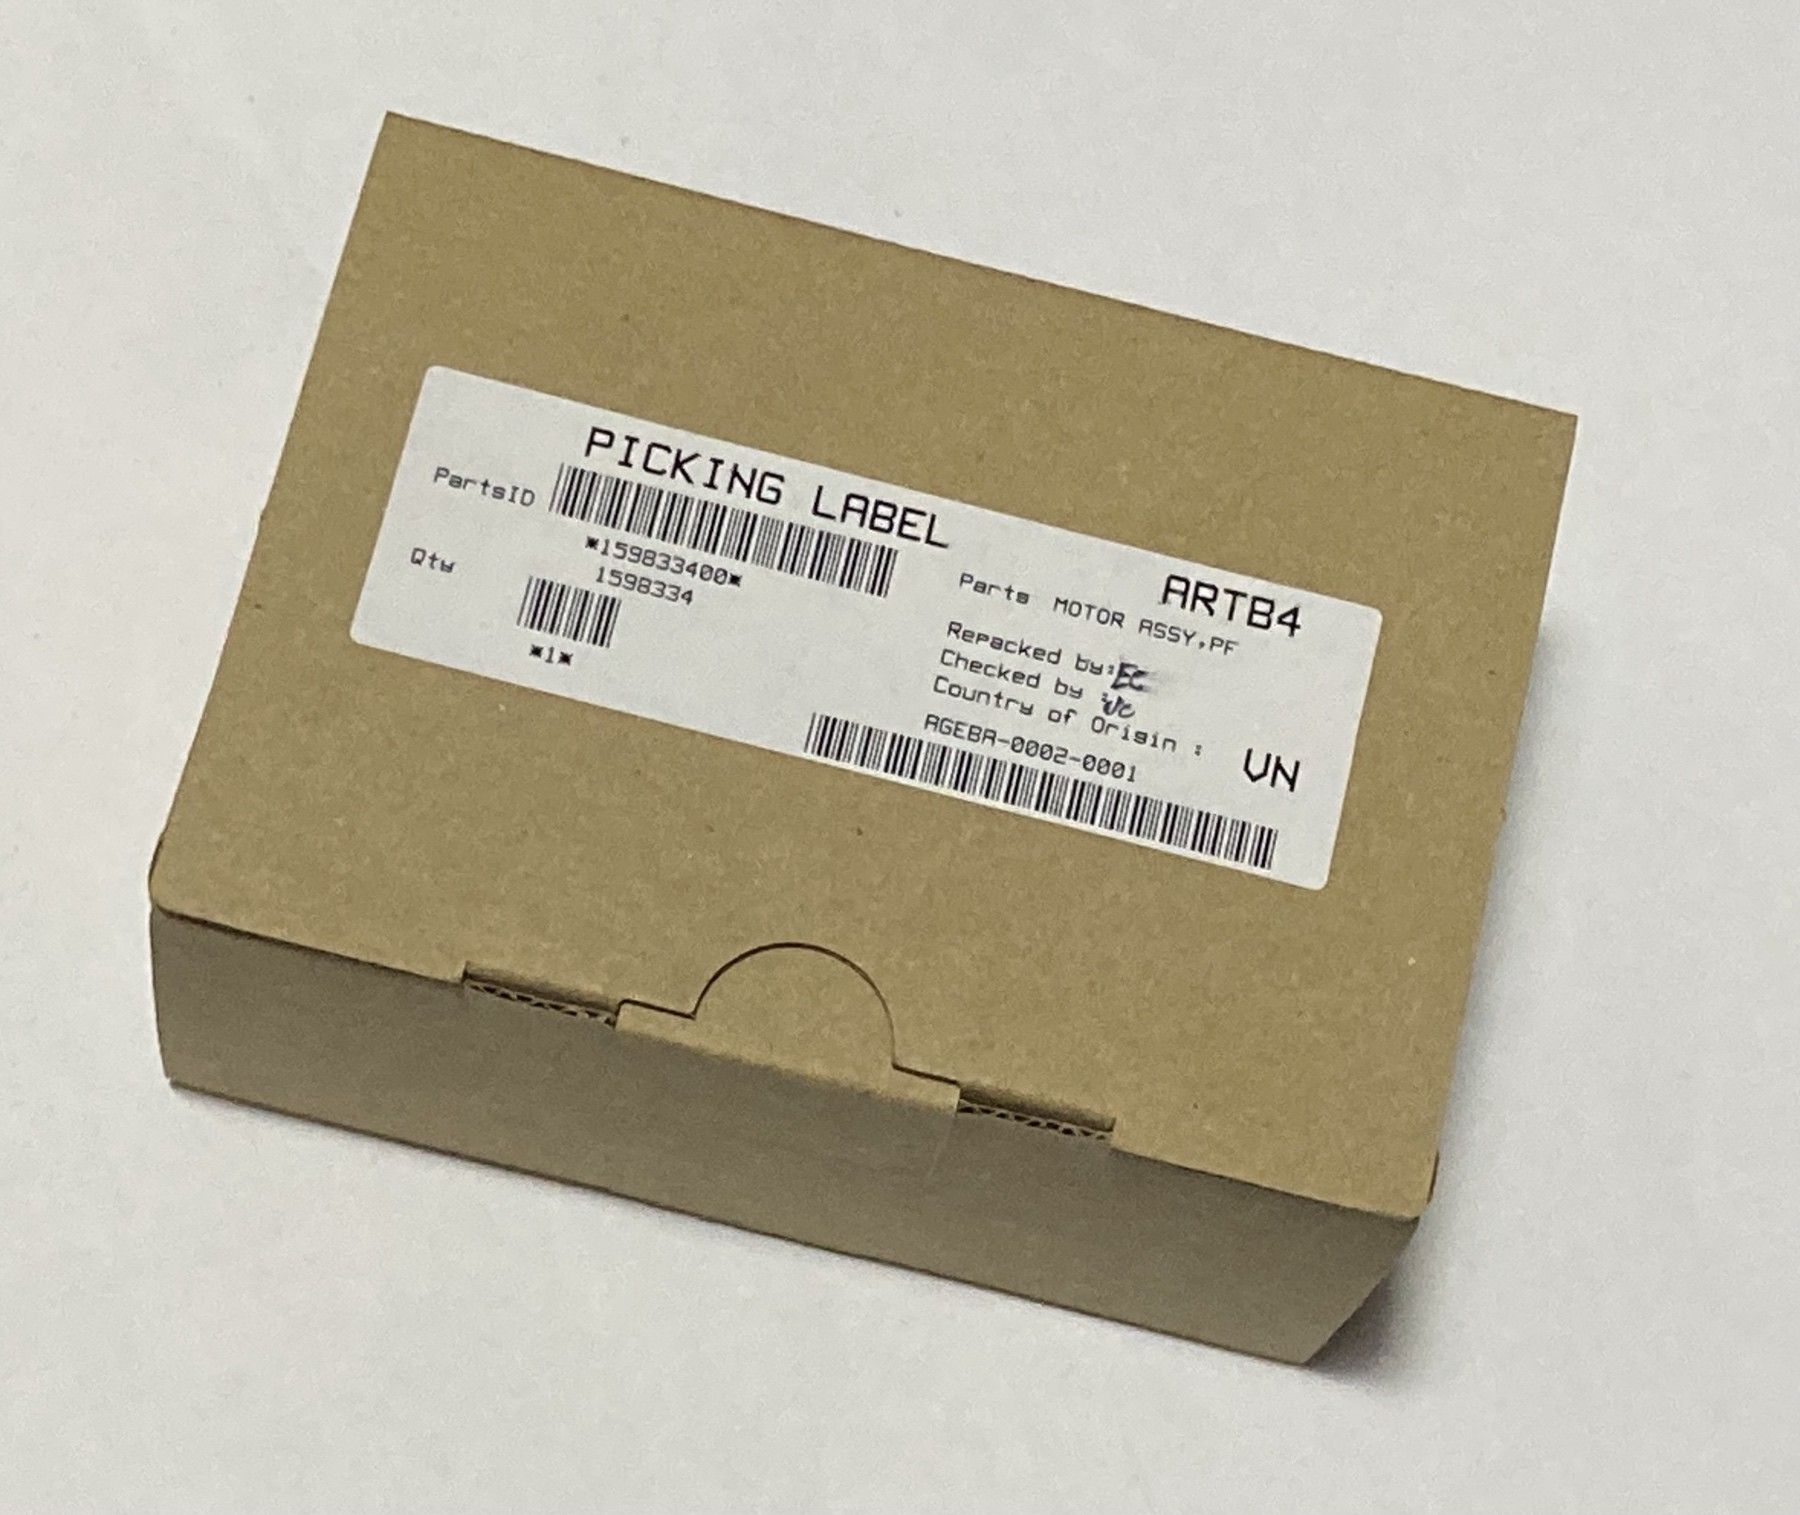 PICKING LABEL
PartsID
*159833400*
1598334
Qty
*1*
ARTB4
Parts MOTOR ASSY,PF
Repacked by:EC
Checked by :
Country of Origin : VN
AGEBA-0002-0001